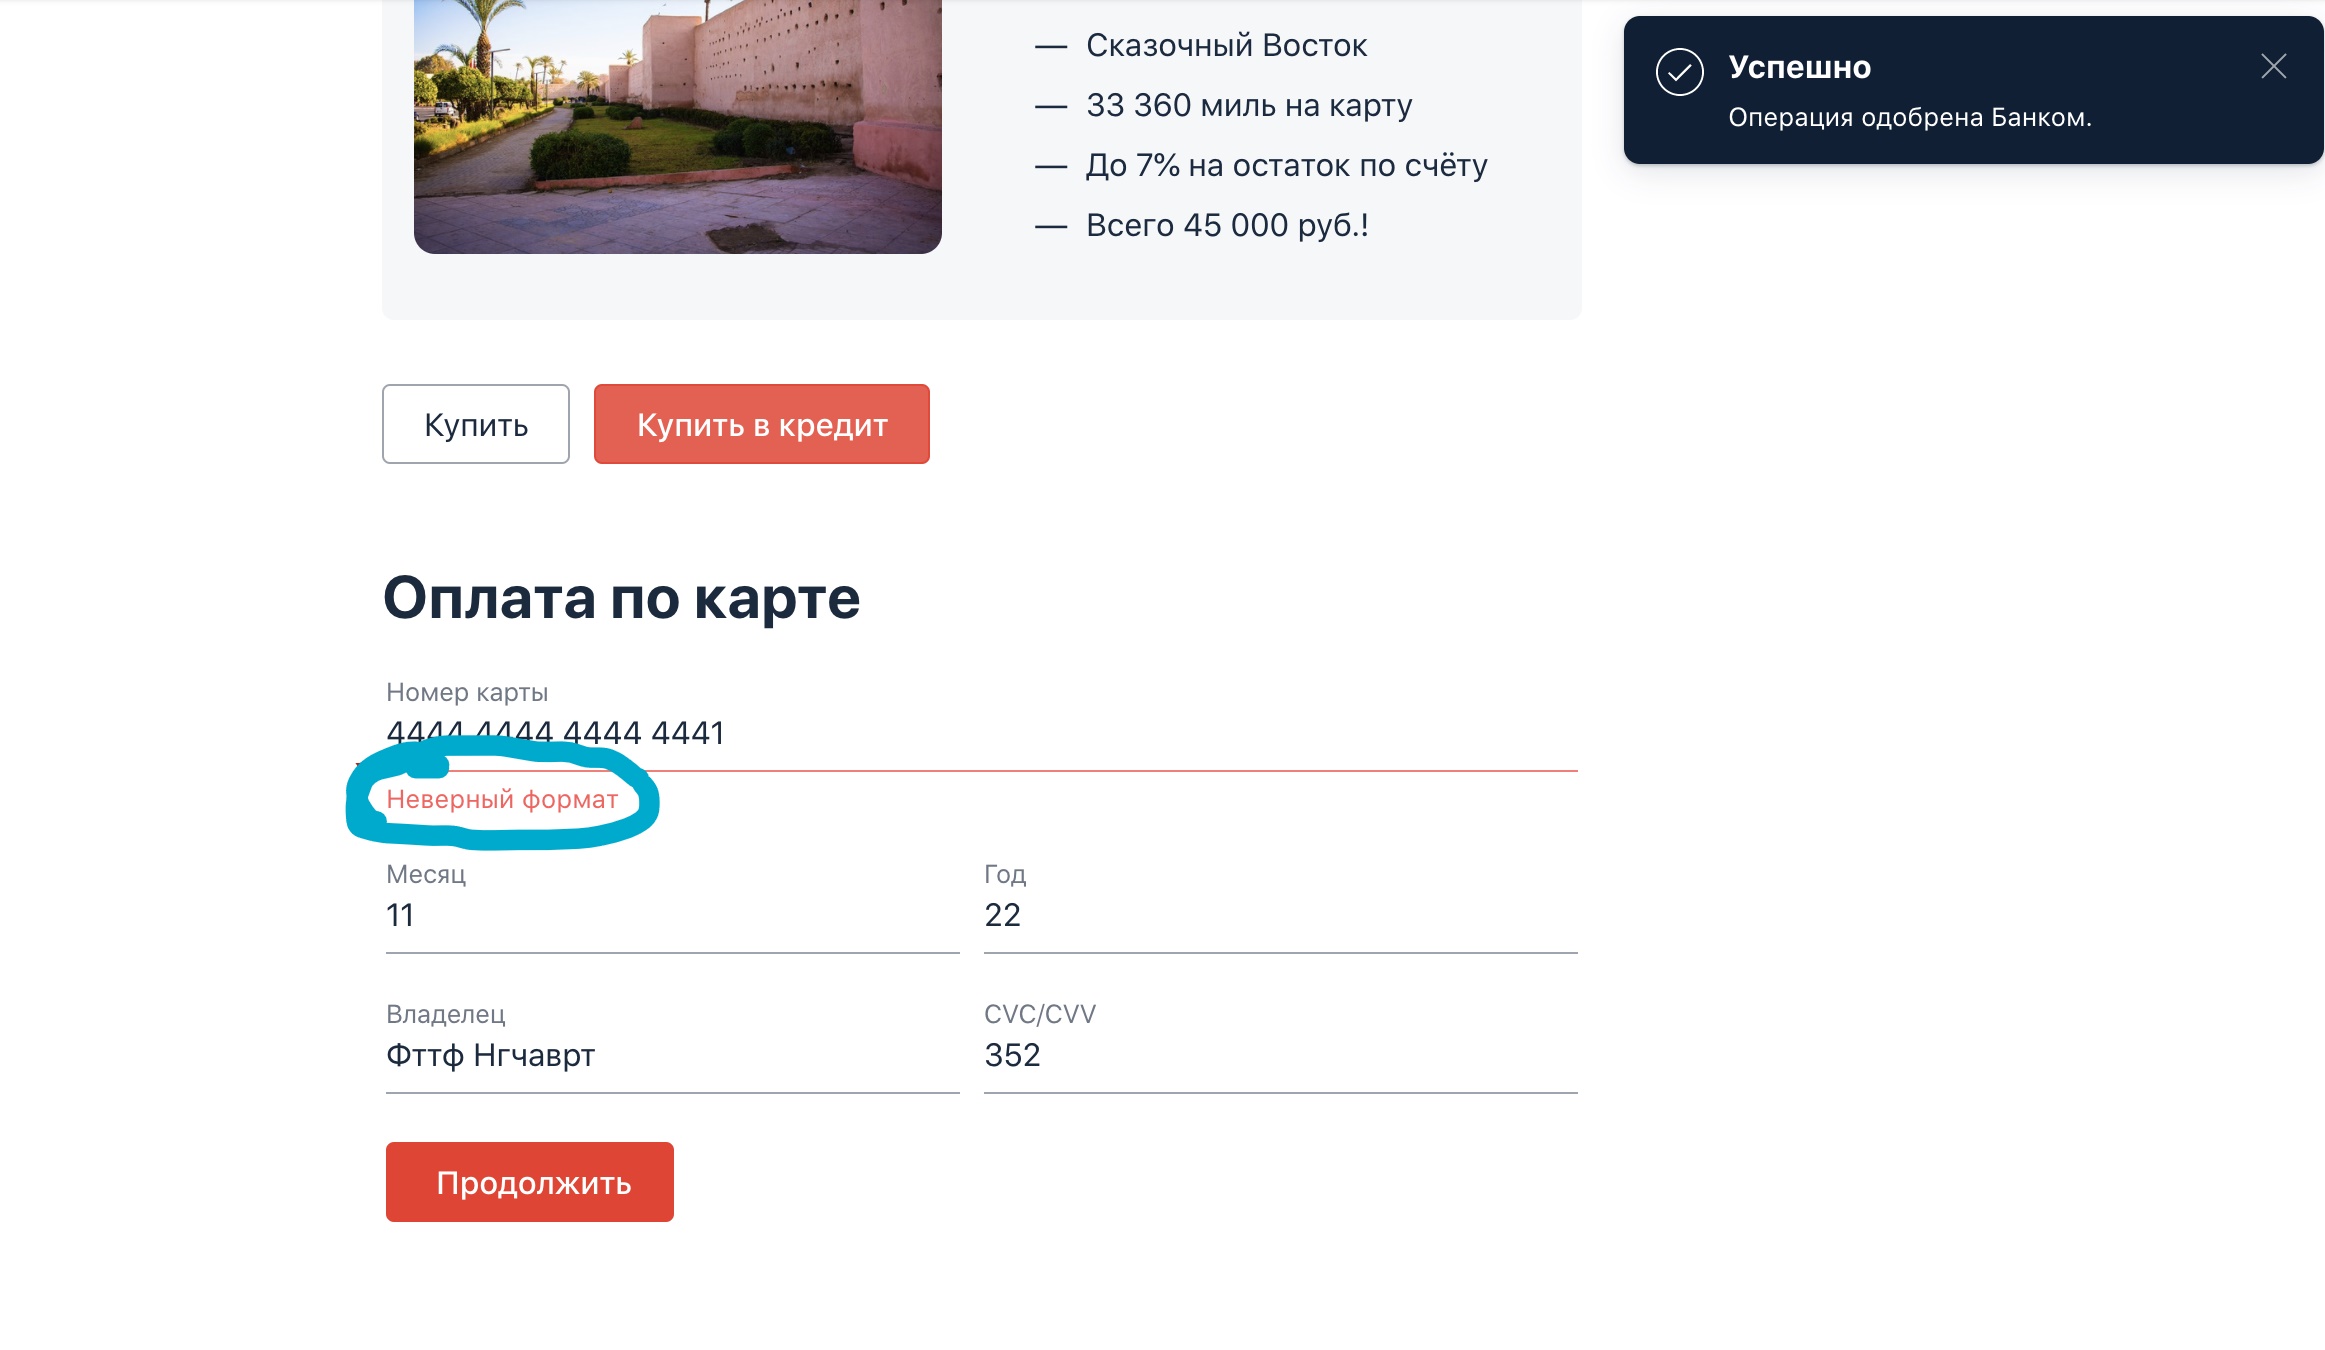 — Сказочный Восток
— 33 360 миль на карту
— До 7% на остаток по счёту
— Всего 45 000 руб.!
Успешно
Операция одобрена Банком.
Купить
Купить в кредит
Оплата по карте
Номер карты
4444 4444 4444 4441
Неверный формат
Месяц
11
Год
22
Владелец
Фттф Нгчаврт
CVC/CVV
352
Продолжить